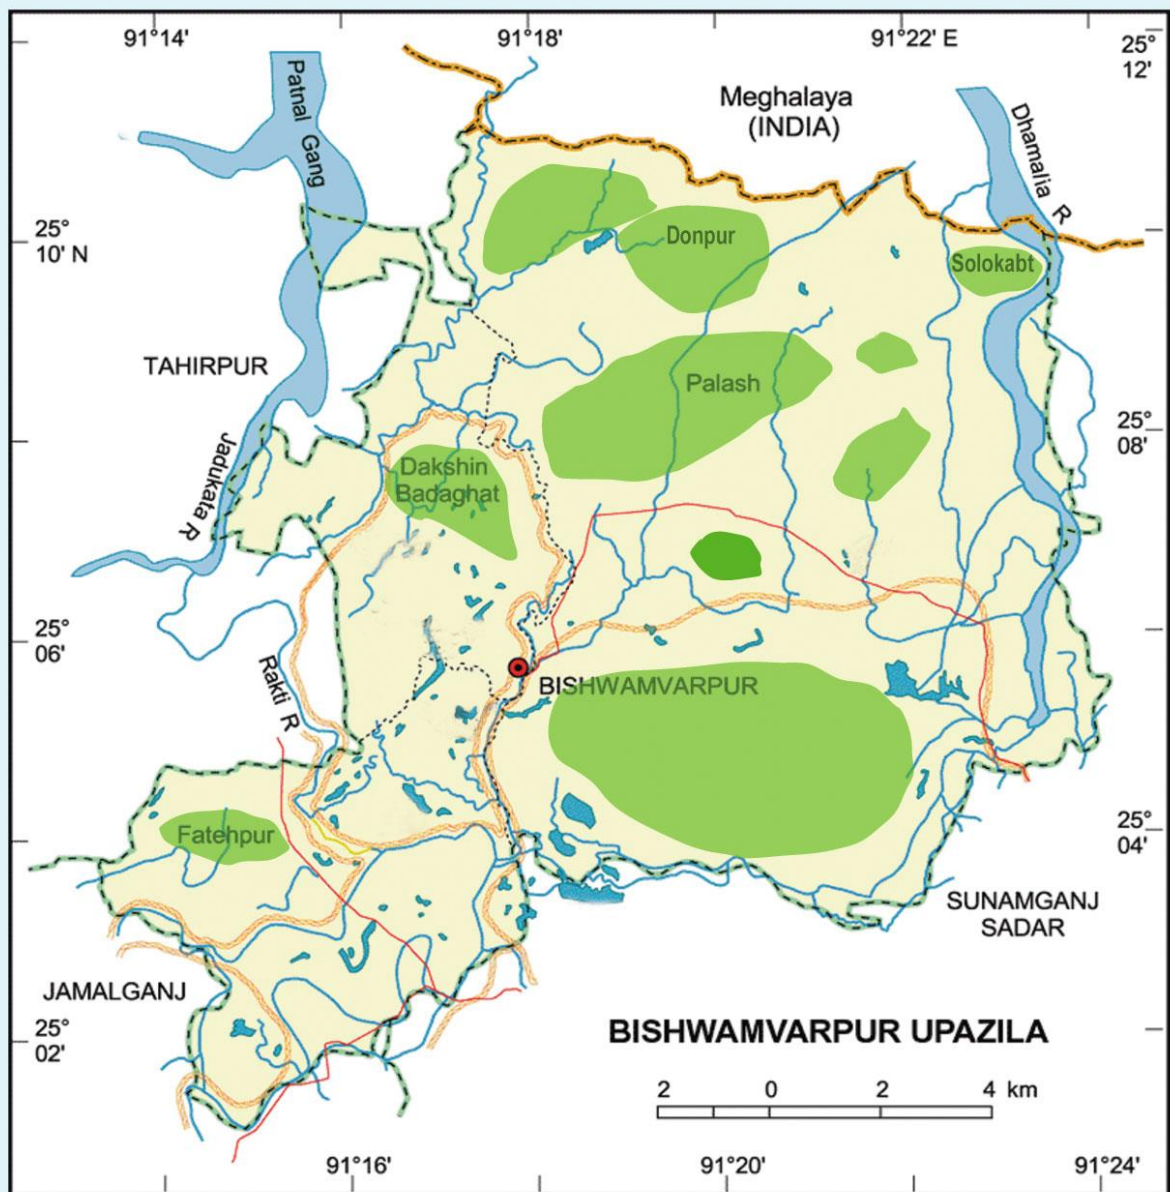 91°14'
91°18'
91°22' E
25°
12'
Patnal Gang
Meghalaya
(INDIA)
Dhamalia R
25°
10' N
Donpur
Solokabt
TAHIRPUR
Palash
25°
08'
Jadukata R
Dakshin
Badaghat
25°
06'
Rakti R
BISHWAMVARPUR
Fatehpur
25°
04'
SUNAMGANJ
SADAR
JAMALGANJ
25°
02'
BISHWAMVARPUR UPAZILA
2 0 2 4 km
91°16'
91°20'
91°24'